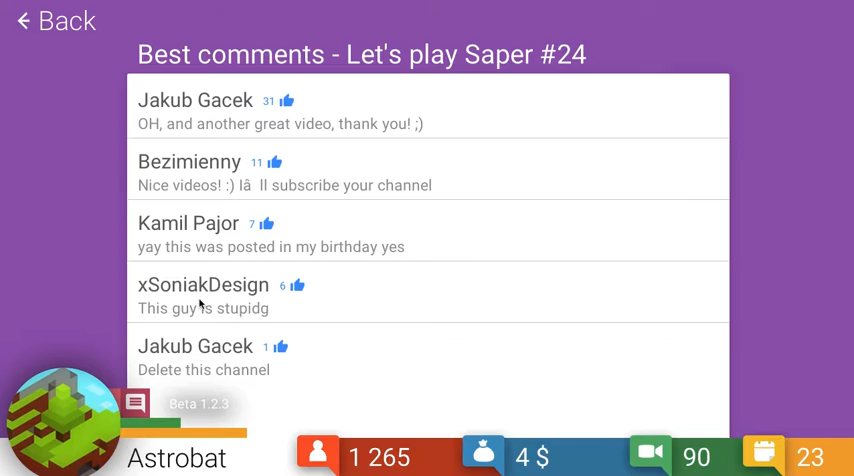 Back
Best comments - Let's play Saper #24
Jakub Gacek 31
OH, and another great video, thank you! ;)
Bezimienny 11
Nice videos! :) Iâ ll subscribe your channel
Kamil Pajor 7
yay this was posted in my birthday yes
xSoniakDesign 6
This guy is stupidg
Jakub Gacek 1
Delete this channel
Beta 1.2.3
Astrobat 1 265 4 $ 90 23